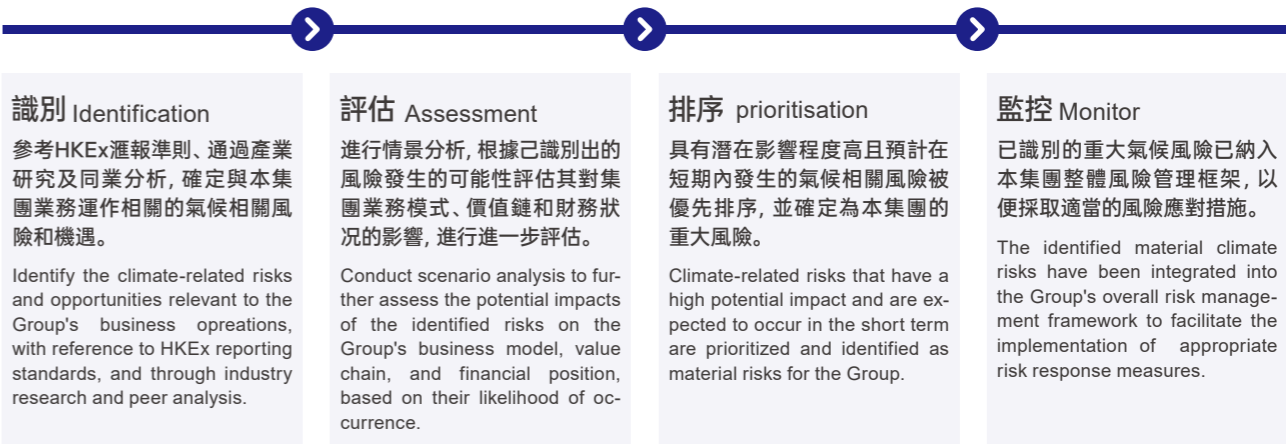 識別 Identification
參考HKEx滙報準則、通過產業
研究及同業分析, 確定與本集
團業務運作相關的氣候相關風
險和機遇。
Identify the climate-related risks
and opportunities relevant to the
Group's business opreations,
with reference to HKEx reporting
standards, and through industry
research and peer analysis.
評估 Assessment
進行情景分析, 根據己識別出的
風險發生的可能性評估其對集
團業務模式、價值鏈和財務狀
況的影響, 進行進一步評估。
Conduct scenario analysis to fur-
ther assess the potential impacts
of the identified risks on the
Group's business model, value
chain, and financial position,
based on their likelihood of oc-
currence.
排序 prioritisation
具有潛在影響程度高且預計在
短期內發生的氣候相關風險被
優先排序, 並確定為本集團的
重大風險。
Climate-related risks that have a
high potential impact and are ex-
pected to occur in the short term
are prioritized and identified as
material risks for the Group.
監控 Monitor
已識別的重大氣候風險已納入
本集團整體風險管理框架, 以
便採取適當的風險應對措施。
The identified material climate
risks have been integrated into
the Group's overall risk manage-
ment framework to facilitate the
implementation of appropriate
risk response measures.